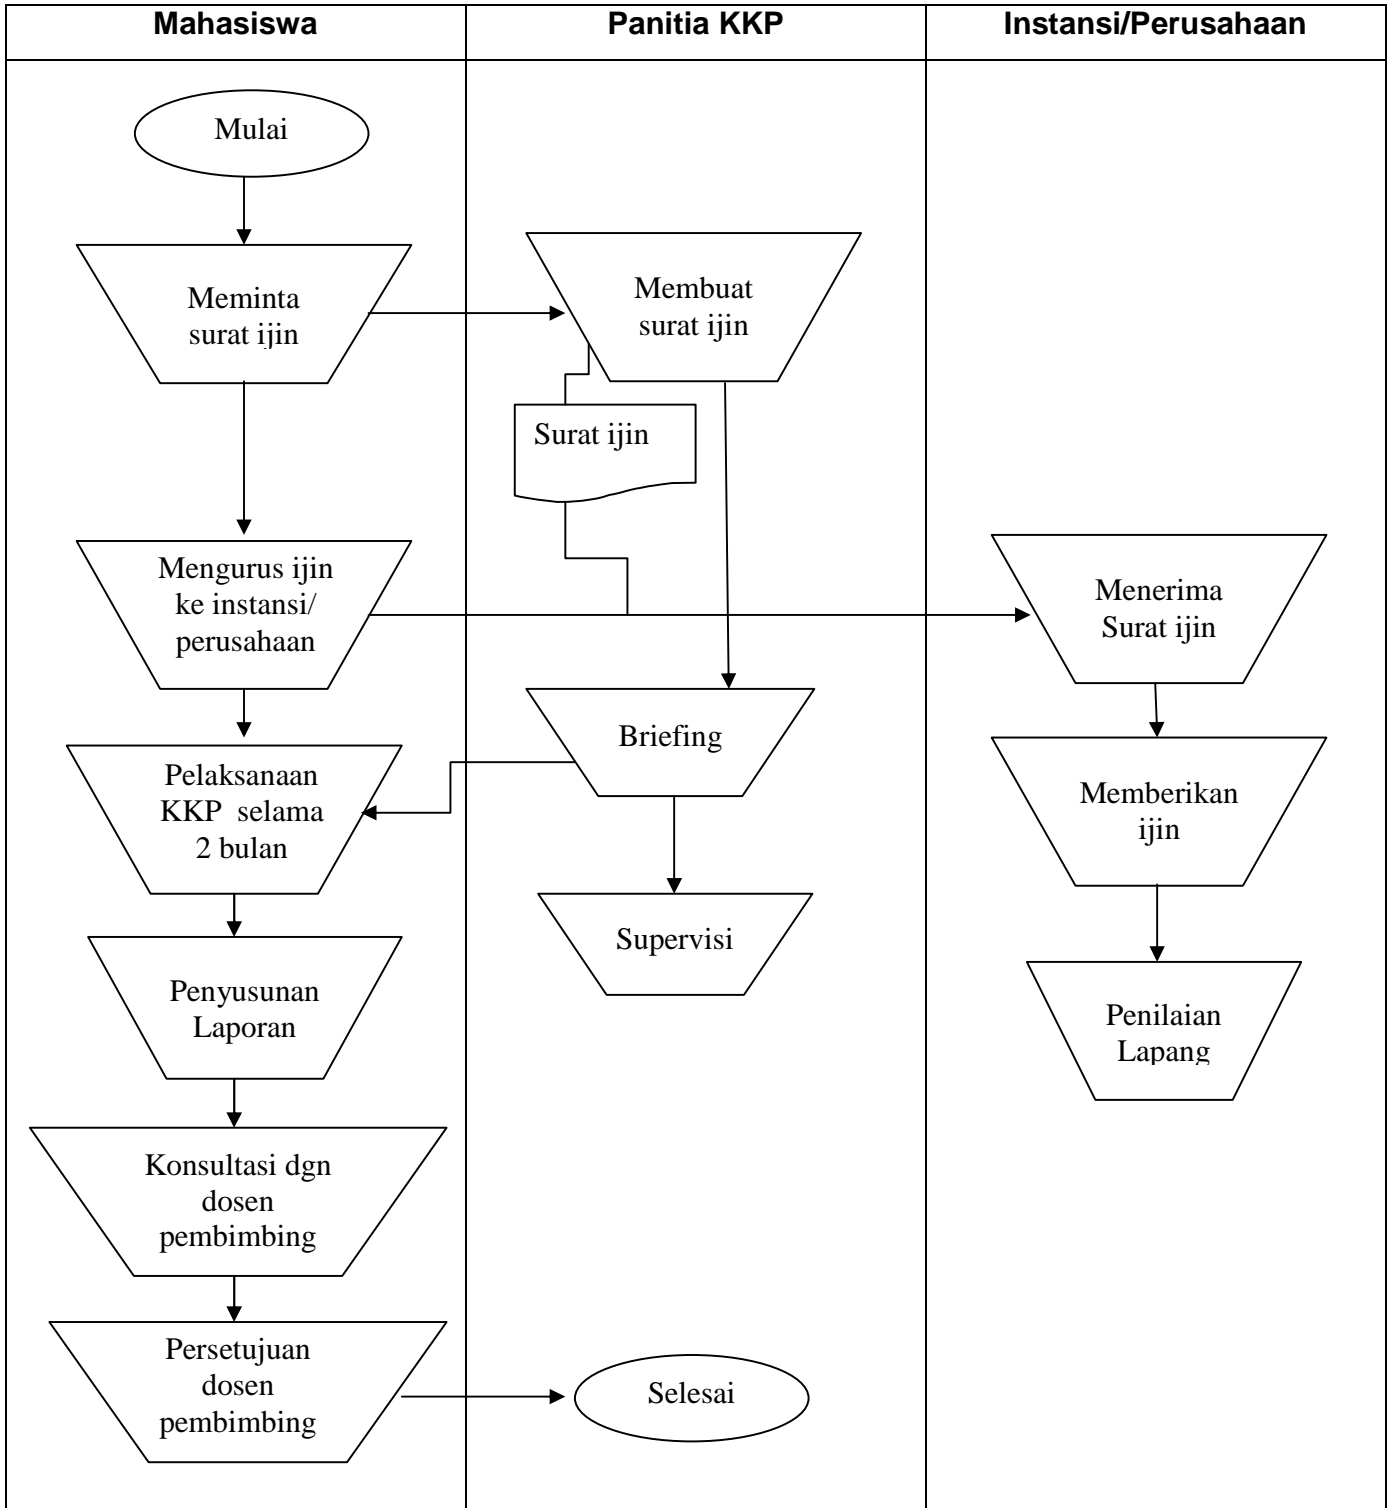 Mahasiswa
Panitia KKP
Instansi/Perusahaan
Mulai
Meminta
surat ijin
Membuat
surat ijin
Surat ijin
Mengurus ijin
ke instansi/
perusahaan
Menerima
Surat ijin
Briefing
Pelaksanaan
KKP selama
2 bulan
Memberikan
ijin
Supervisi
Penyusunan
Laporan
Penilaian
Lapang
Konsultasi dgn
dosen
pembimbing
Persetujuan
dosen
pembimbing
Selesai